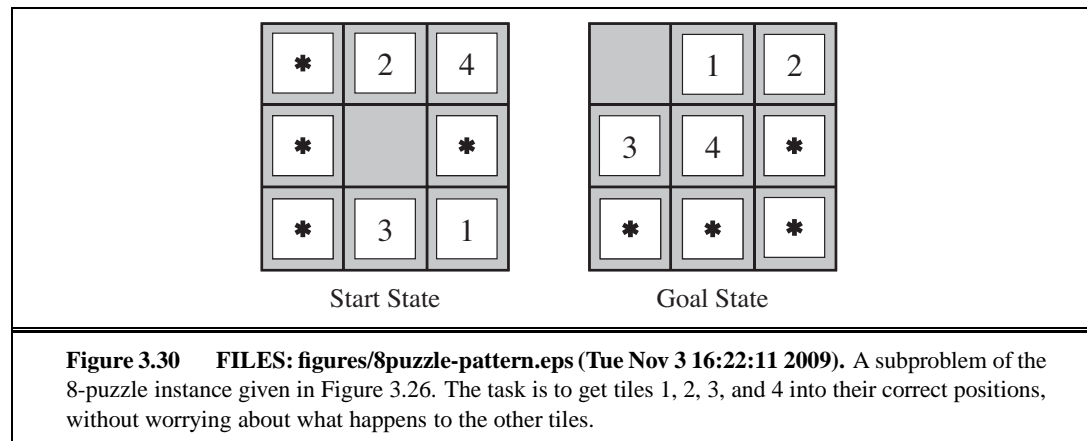 * 2 4 1 2
* * 3 4 *
* 3 1 * * *
Start State Goal State
Figure 3.30 FILES: figures/8puzzle-pattern.eps (Tue Nov 3 16:22:11 2009). A subproblem of the
8-puzzle instance given in Figure 3.26. The task is to get tiles 1, 2, 3, and 4 into their correct positions,
without worrying about what happens to the other tiles.